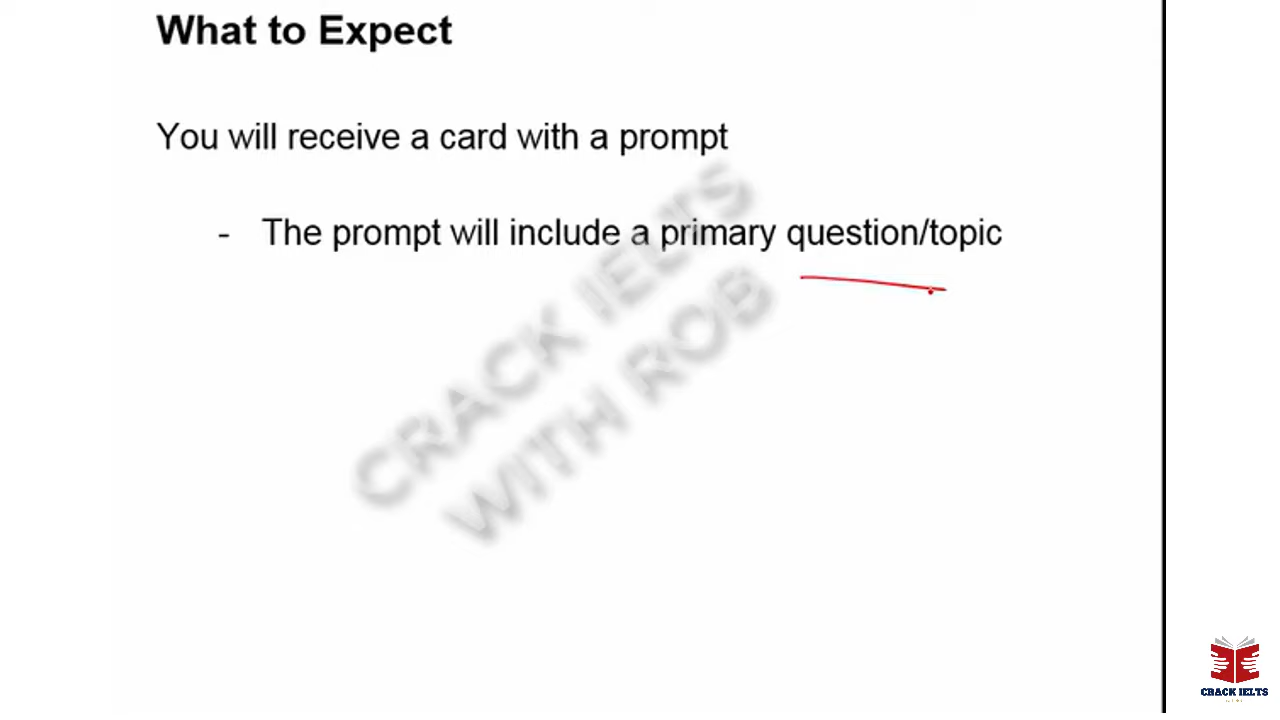 What to Expect
You will receive a card with a prompt
- The prompt will include a primary question/topic
CRACK IELTS
WITH ROB
CRACK IELTS